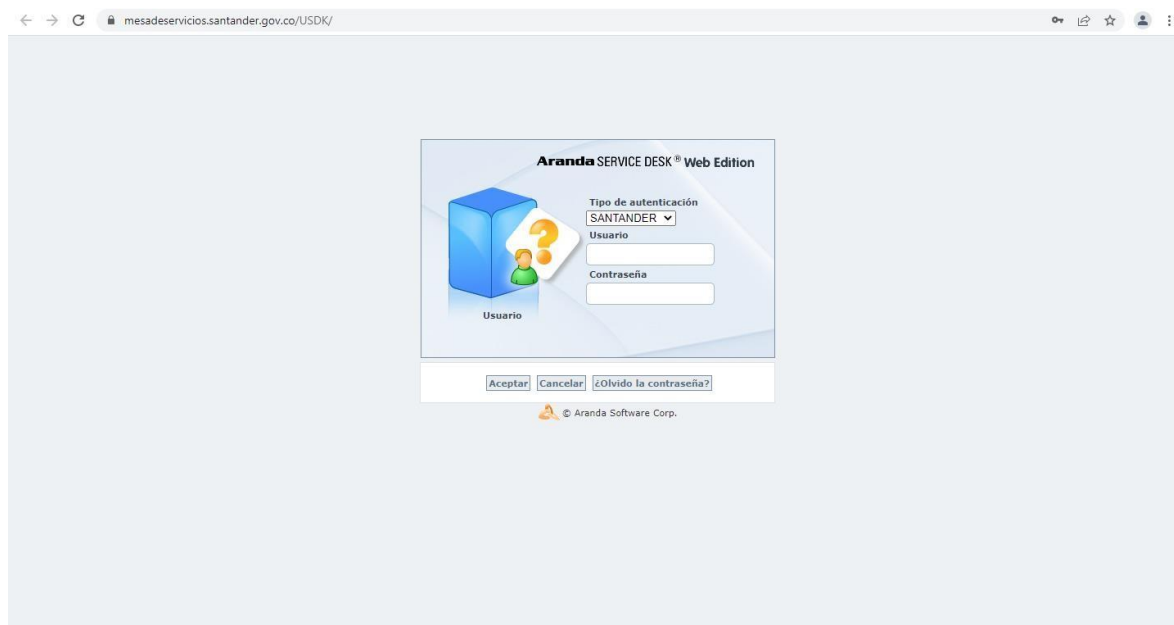 mesadeservicios.santander.gov.co/USDK/
Aranda SERVICE DESK® Web Edition
Tipo de autenticación
SANTANDER
Usuario
Contraseña
Usuario
Aceptar Cancelar ¿Olvido la contraseña?
© Aranda Software Corp.